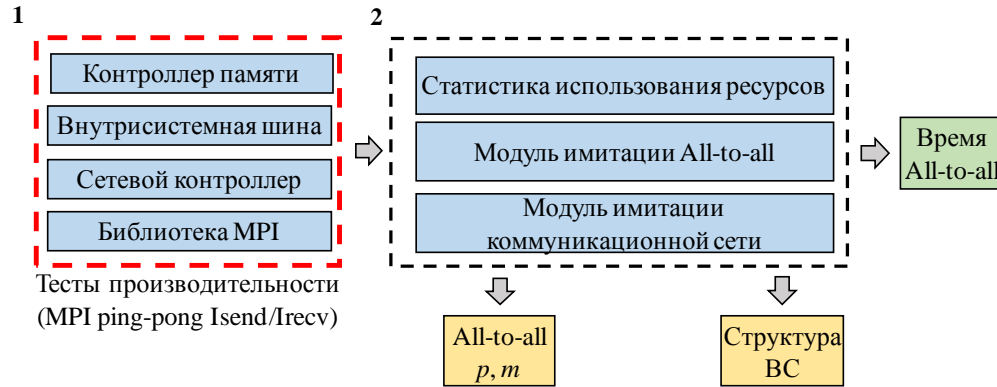 1
Контроллер памяти
Внутрисистемная шина
Сетевой контроллер
Библиотека MPI
Тесты производительности
(MPI ping-pong Isend/Irecv)
2
Статистика использования ресурсов
Модуль имитации All-to-all
Модуль имитации
коммуникационной сети
Время
All-to-all
All-to-all
p, m
Структура
ВС